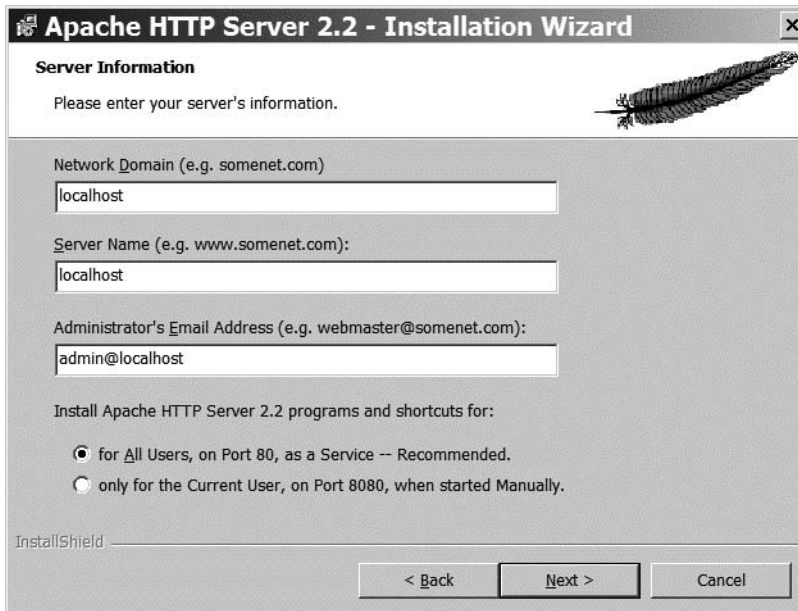 Apache HTTP Server 2.2 - Installation Wizard
Server Information
Please enter your server's information.
Network Domain (e.g. somenet.com)
localhost
Server Name (e.g. www.somenet.com):
localhost
Administrator's Email Address (e.g. webmaster@somenet.com):
admin@localhost
Install Apache HTTP Server 2.2 programs and shortcuts for:
for All Users, on Port 80, as a Service -- Recommended.
only for the Current User, on Port 8080, when started Manually.
InstallShield
< Back Next > Cancel